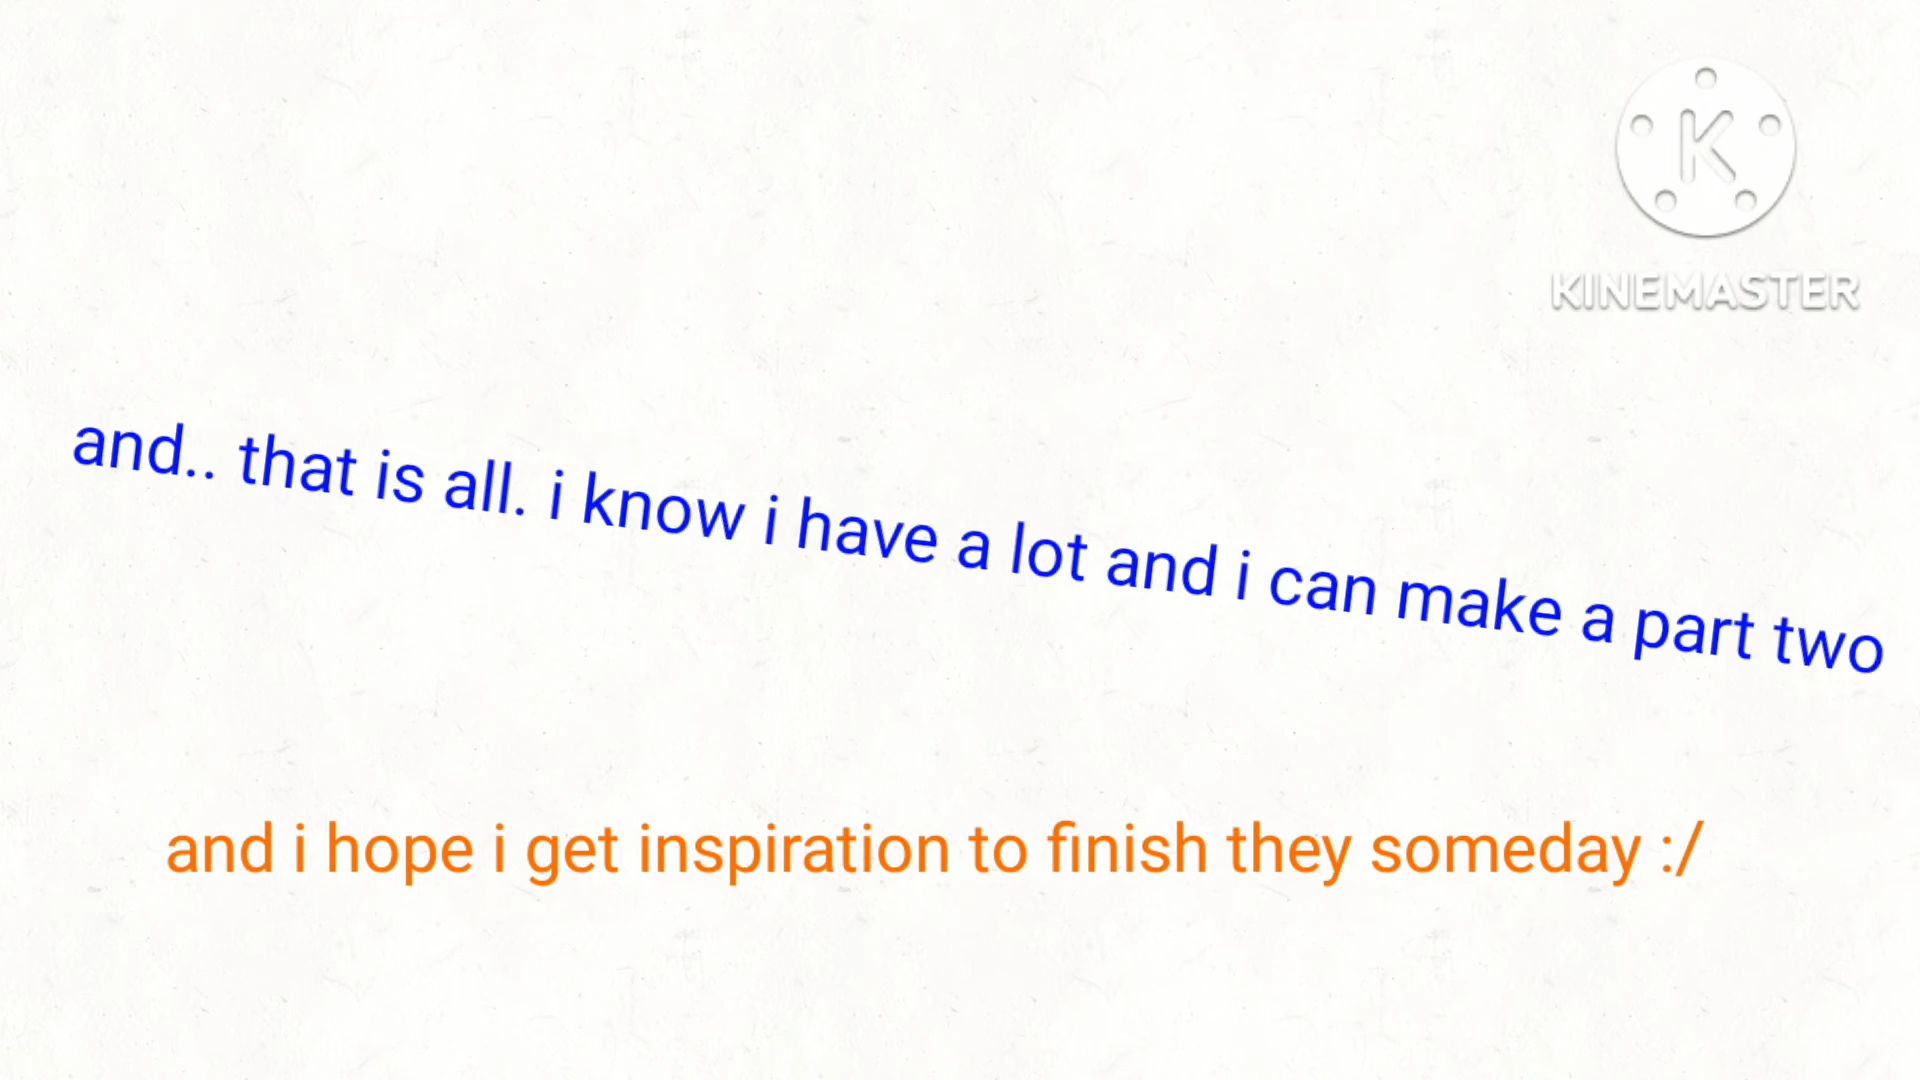 K
KINEMASTER
and.. that is all. i know i have a lot and i can make a part two
and i hope i get inspiration to finish they someday :/